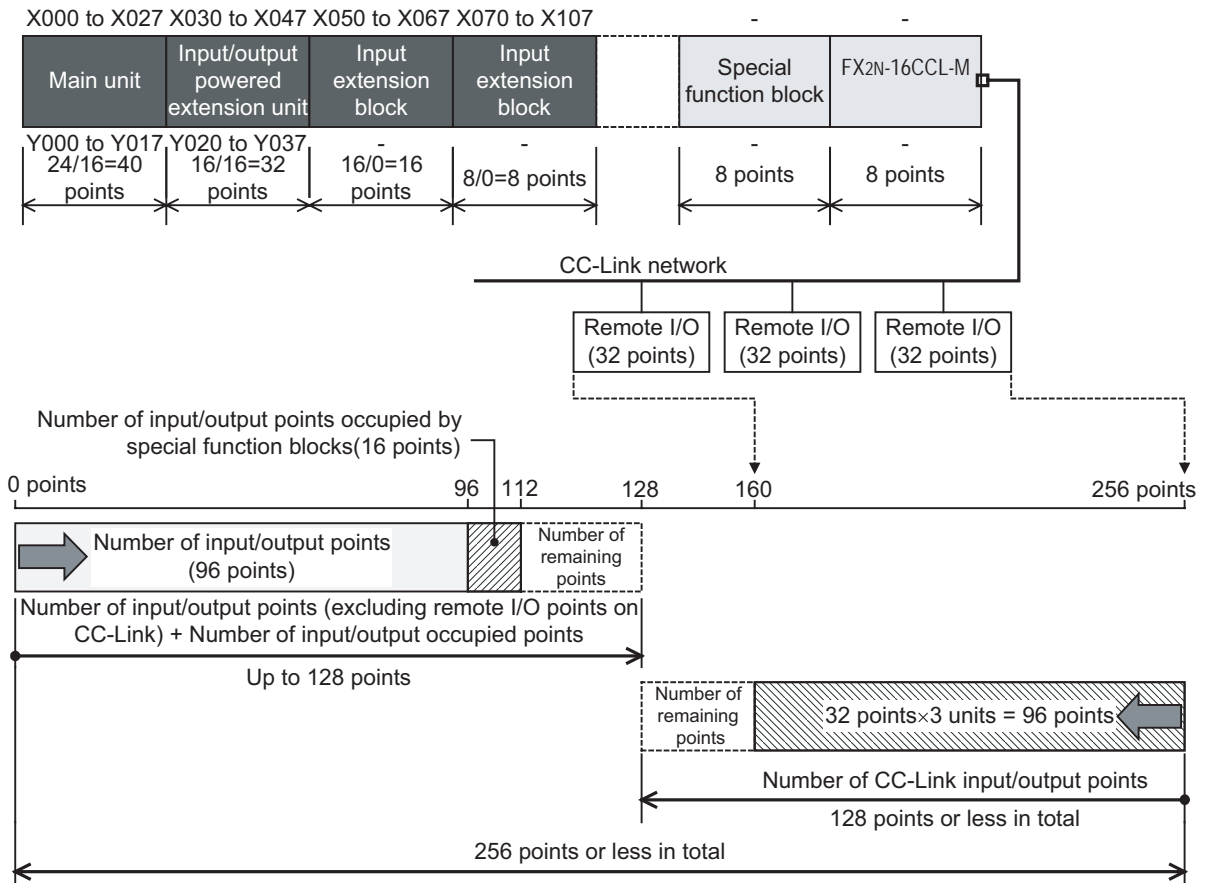 X000 to X027 X030 to X047 X050 to X067 X070 to X107 - -
Main unit
Input/output
powered
extension unit
Input
extension
block
Input
extension
block
Special
function block
FX2N-16CCL-M
Y000 to Y017 Y020 to Y037 - - - -
24/16=40
points
16/16=32
points
16/0=16
points
8/0=8 points
8 points
8 points
CC-Link network
Remote I/O
(32 points)
Remote I/O
(32 points)
Remote I/O
(32 points)
Number of input/output points occupied by
special function blocks(16 points)
0 points 96 112 128 160 256 points
Number of input/output points
(96 points)
Number of
remaining
points
Number of input/output points (excluding remote I/O points on
CC-Link) + Number of input/output occupied points
Up to 128 points
Number of
remaining
points
32 points×3 units = 96 points
Number of CC-Link input/output points
128 points or less in total
256 points or less in total